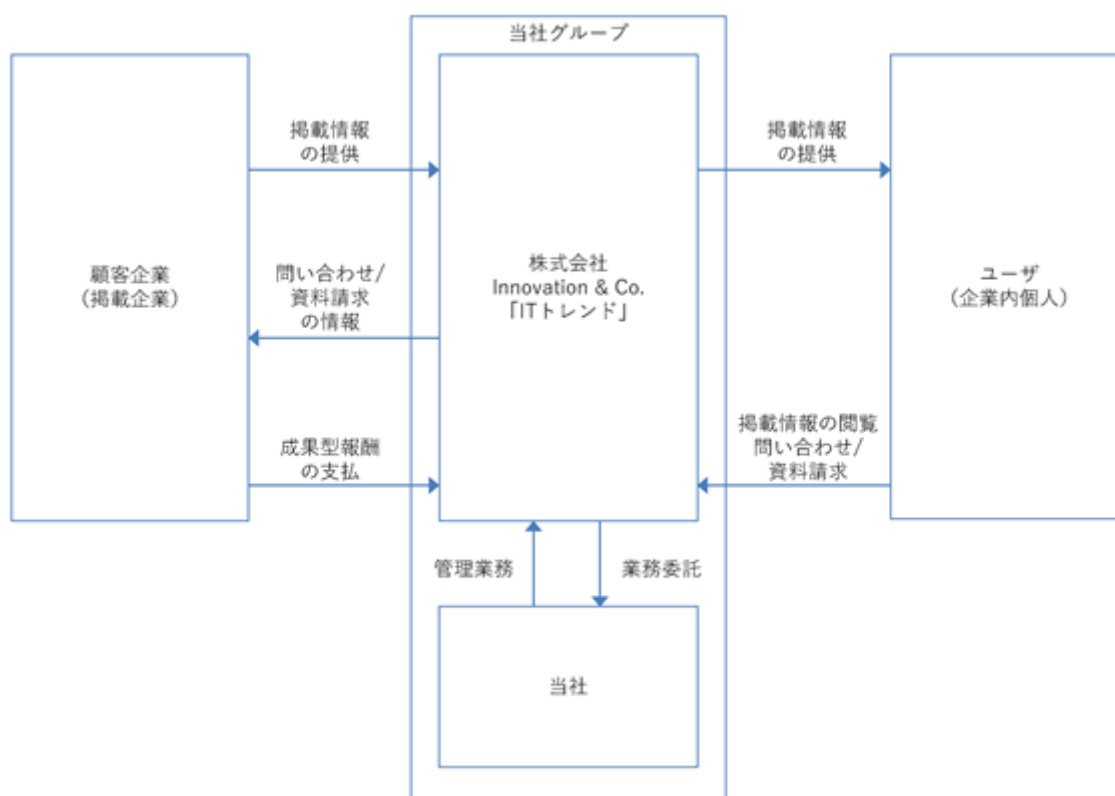 当社グループ
掲載情報
の提供
掲載情報
の提供
顧客企業
(掲載企業)
問い合わせ/
資料請求
の情報
株式会社
Innovation & Co.
「ITトレンド」
ユーザ
(企業内個人)
成果型報酬
の支払
掲載情報の閲覧
問い合わせ/
資料請求
管理業務
業務委託
当社